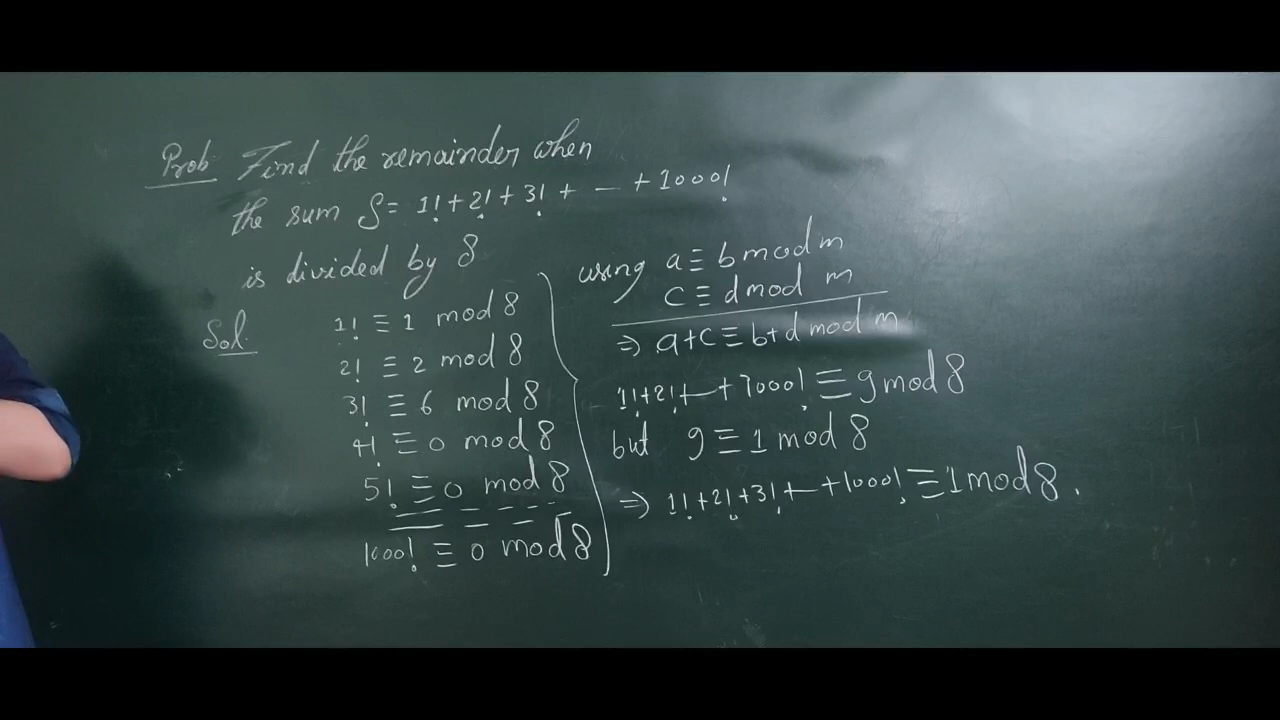 Prob. Find the remainder when
the sum S = 1! + 2! + 3! + --- + 1000!
is divided by 8
Sol.
1! ≡ 1 mod 8
2! ≡ 2 mod 8
3! ≡ 6 mod 8
4! ≡ 0 mod 8
5! ≡ 0 mod 8
1000! ≡ 0 mod 8
using a ≡ b mod m
c ≡ d mod m
⇒ a+c ≡ b+d mod m
1!+2!+—+1000! ≡ 9 mod 8
but 9 ≡ 1 mod 8
⇒ 1!+2!+3!+—+1000! ≡ 1 mod 8.